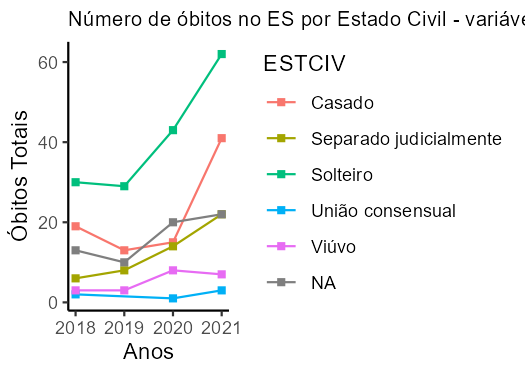 Número de óbitos no ES por Estado Civil - variáve
Óbitos Totais
60
40
20
0
2018 2019 2020 2021
Anos
ESTCIV
Casado
Separado judicialmente
Solteiro
União consensual
Viúvo
NA